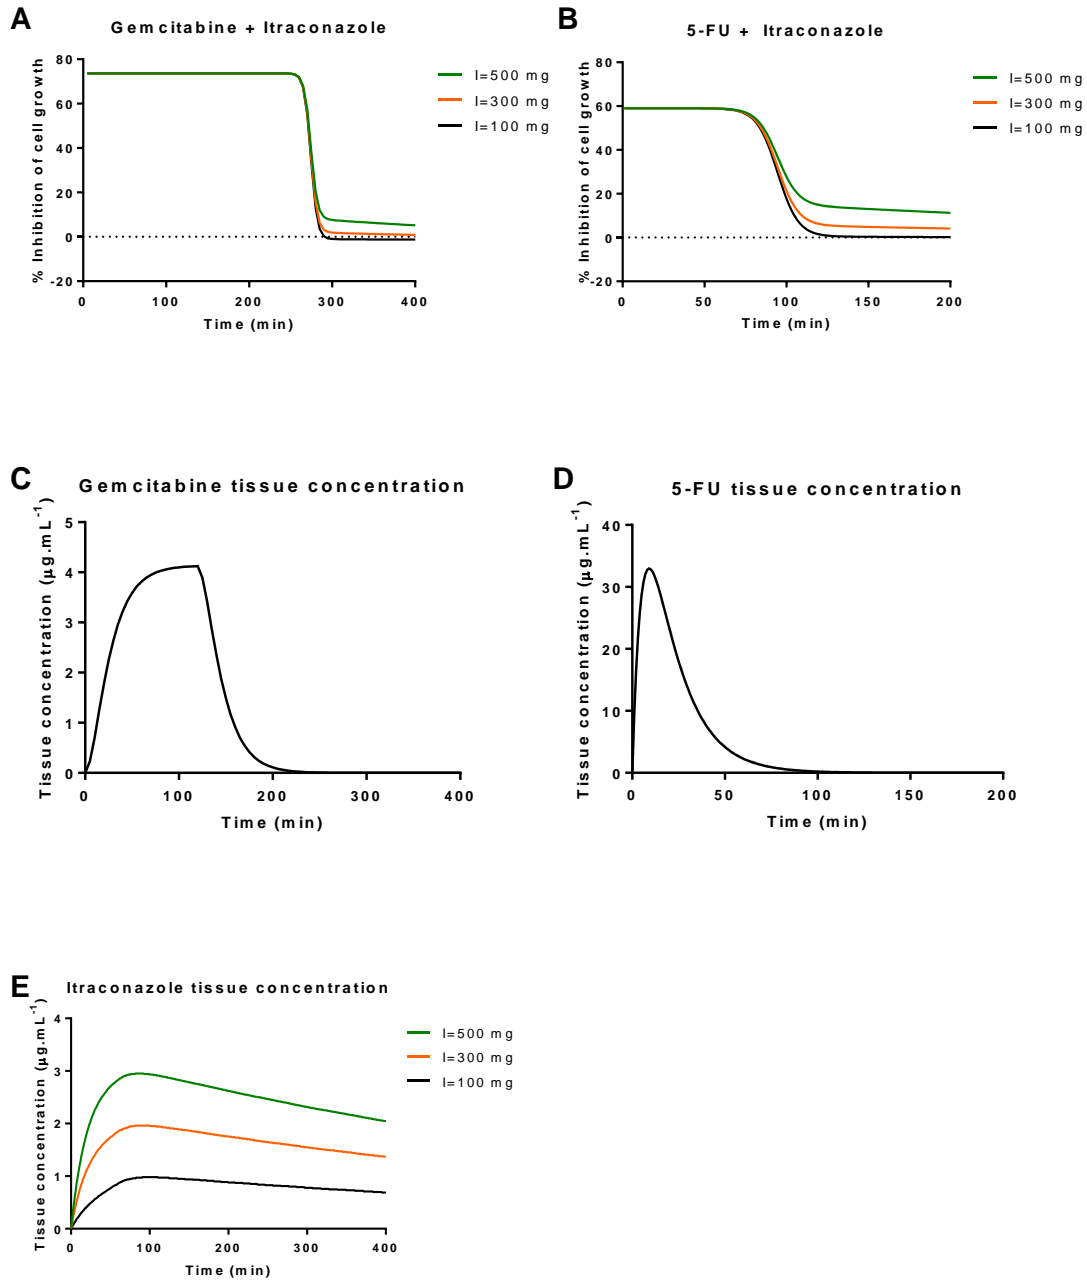 A
Gemcitabine + Itraconazole
% Inhibition of cell growth
80
60
40
20
0
-20
0 100 200 300 400
Time (min)
I=500 mg
I=300 mg
I=100 mg
B
5-FU + Itraconazole
% Inhibition of cell growth
80
60
40
20
0
-20
0 50 100 150 200
Time (min)
I=500 mg
I=300 mg
I=100 mg
C
Gemcitabine tissue concentration
Tissue concentration (µg.mL⁻¹)
5
4
3
2
1
0
0 100 200 300 400
Time (min)
D
5-FU tissue concentration
Tissue concentration (µg.mL⁻¹)
40
30
20
10
0
0 50 100 150 200
Time (min)
E
Itraconazole tissue concentration
Tissue concentration (µg.mL⁻¹)
4
3
2
1
0
0 100 200 300 400
Time (min)
I=500 mg
I=300 mg
I=100 mg